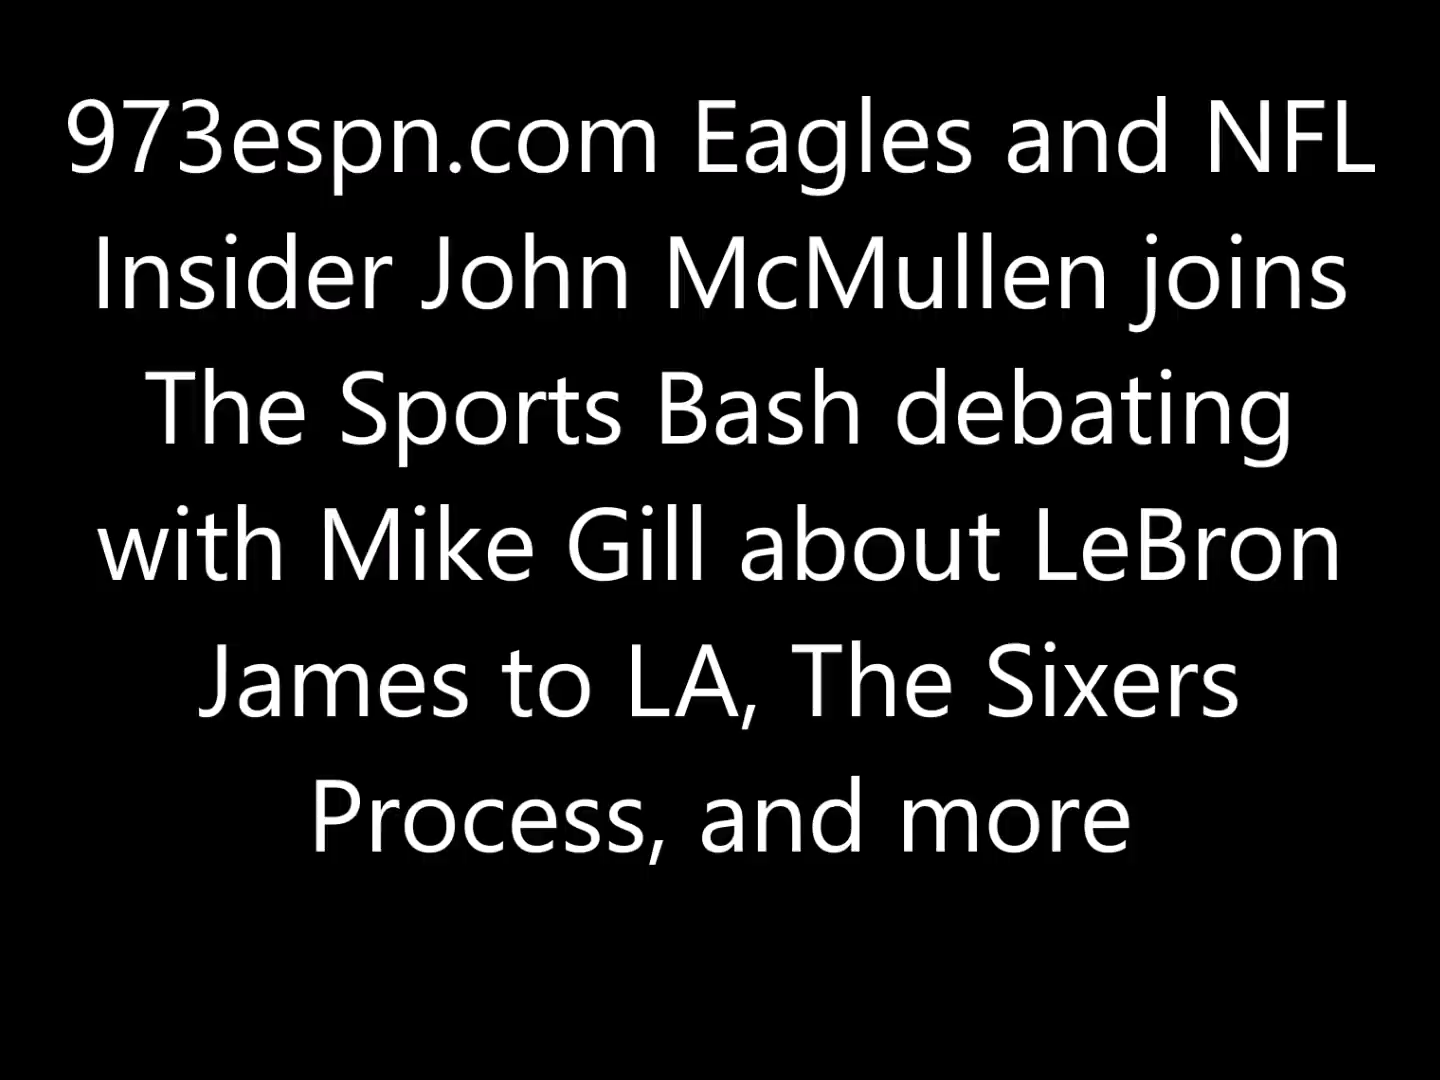 973espn.com Eagles and NFL
Insider John McMullen joins
The Sports Bash debating
with Mike Gill about LeBron
James to LA, The Sixers
Process, and more